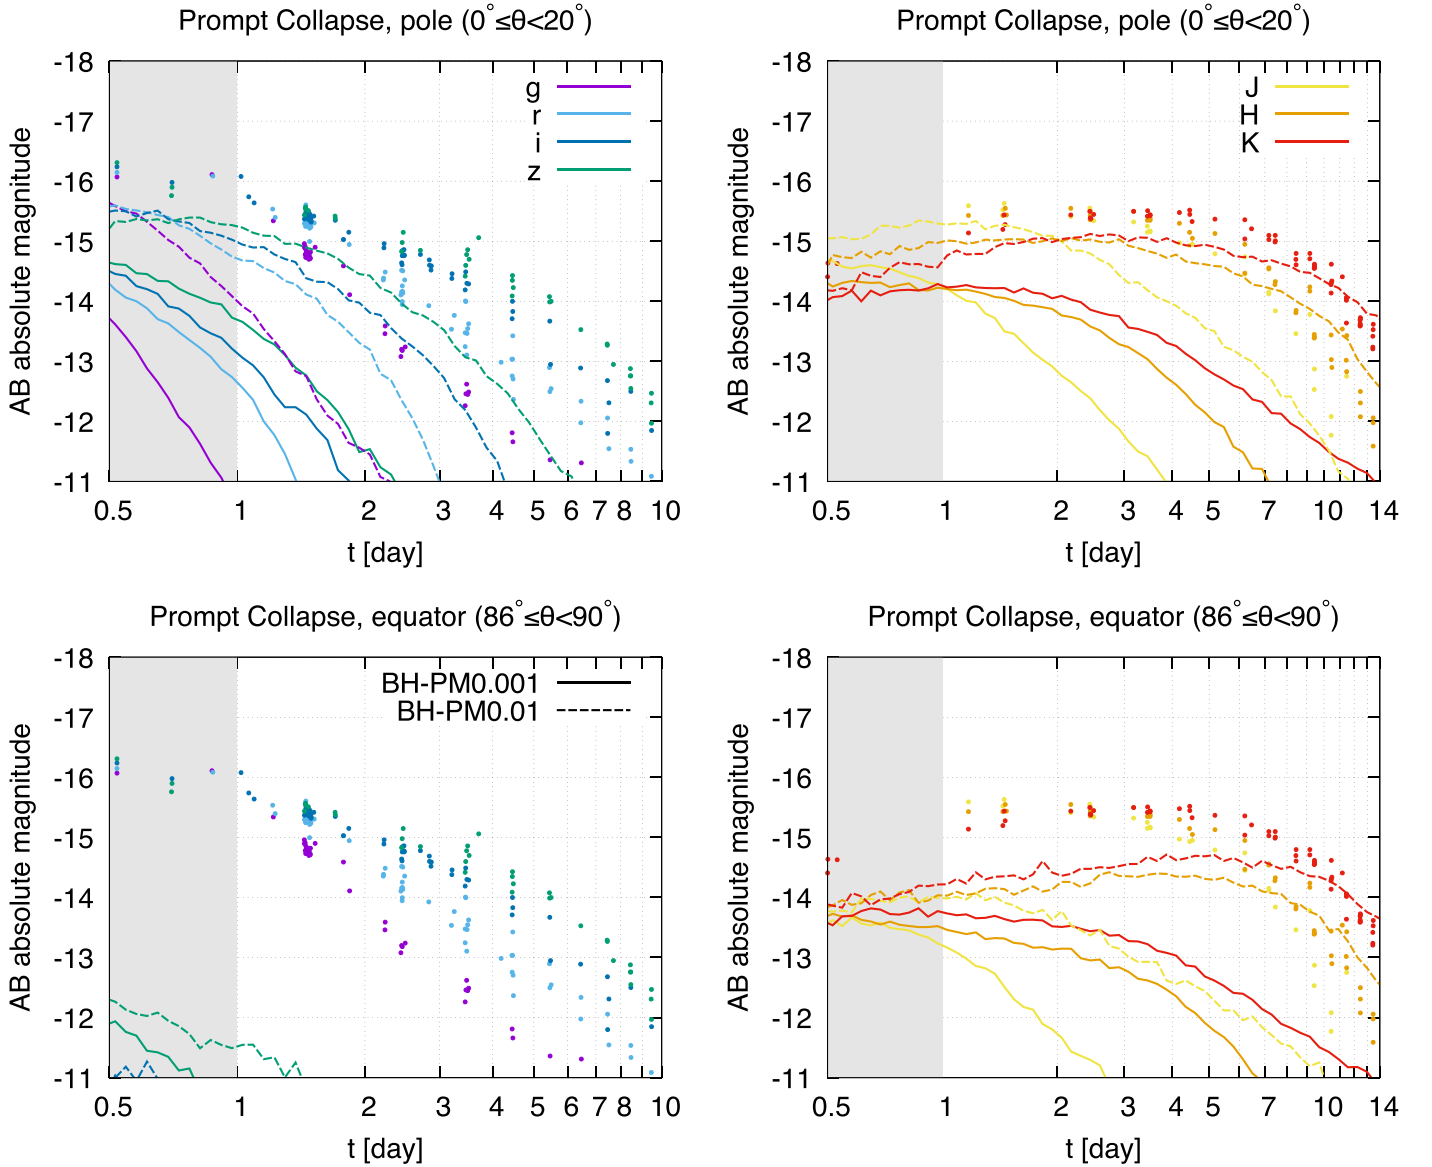 Prompt Collapse, pole (0°≤θ<20°)
-18
-17
-16
-15
-14
-13
-12
-11
AB absolute magnitude
g
r
i
z
0.5 1 2 3 4 5 6 7 8 10
t [day]
Prompt Collapse, pole (0°≤θ<20°)
-18
-17
-16
-15
-14
-13
-12
-11
AB absolute magnitude
J
H
K
0.5 1 2 3 4 5 7 10 14
t [day]
Prompt Collapse, equator (86°≤θ<90°)
-18
-17
-16
-15
-14
-13
-12
-11
AB absolute magnitude
BH-PM0.001
BH-PM0.01
0.5 1 2 3 4 5 6 7 8 10
t [day]
Prompt Collapse, equator (86°≤θ<90°)
-18
-17
-16
-15
-14
-13
-12
-11
AB absolute magnitude
0.5 1 2 3 4 5 7 10 14
t [day]